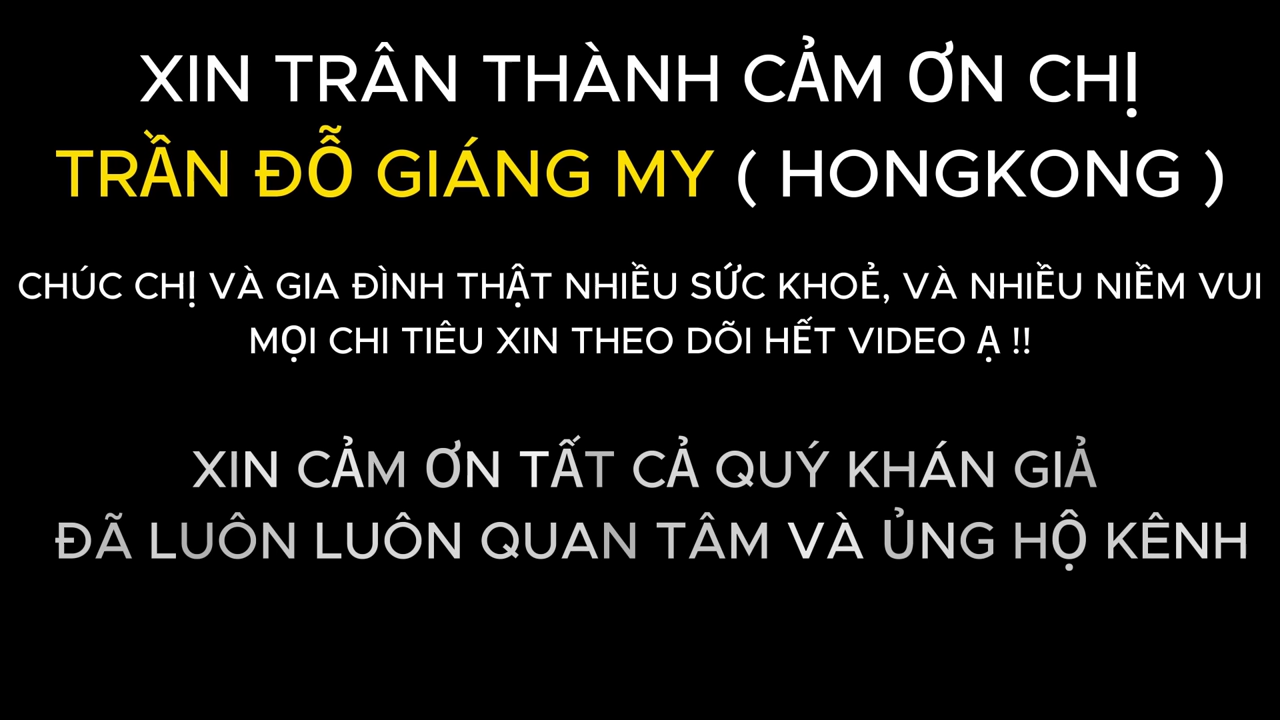 XIN TRÂN THÀNH CẢM ƠN CHỊ
TRẦN ĐỖ GIÁNG MY ( HONGKONG )
CHÚC CHỊ VÀ GIA ĐÌNH THẬT NHIỀU SỨC KHOẺ, VÀ NHIỀU NIỀM VUI
MỌI CHI TIÊU XIN THEO DÕI HẾT VIDEO Ạ !!
XIN CẢM ƠN TẤT CẢ QUÝ KHÁN GIẢ
ĐÃ LUÔN LUÔN QUAN TÂM VÀ ỦNG HỘ KÊNH